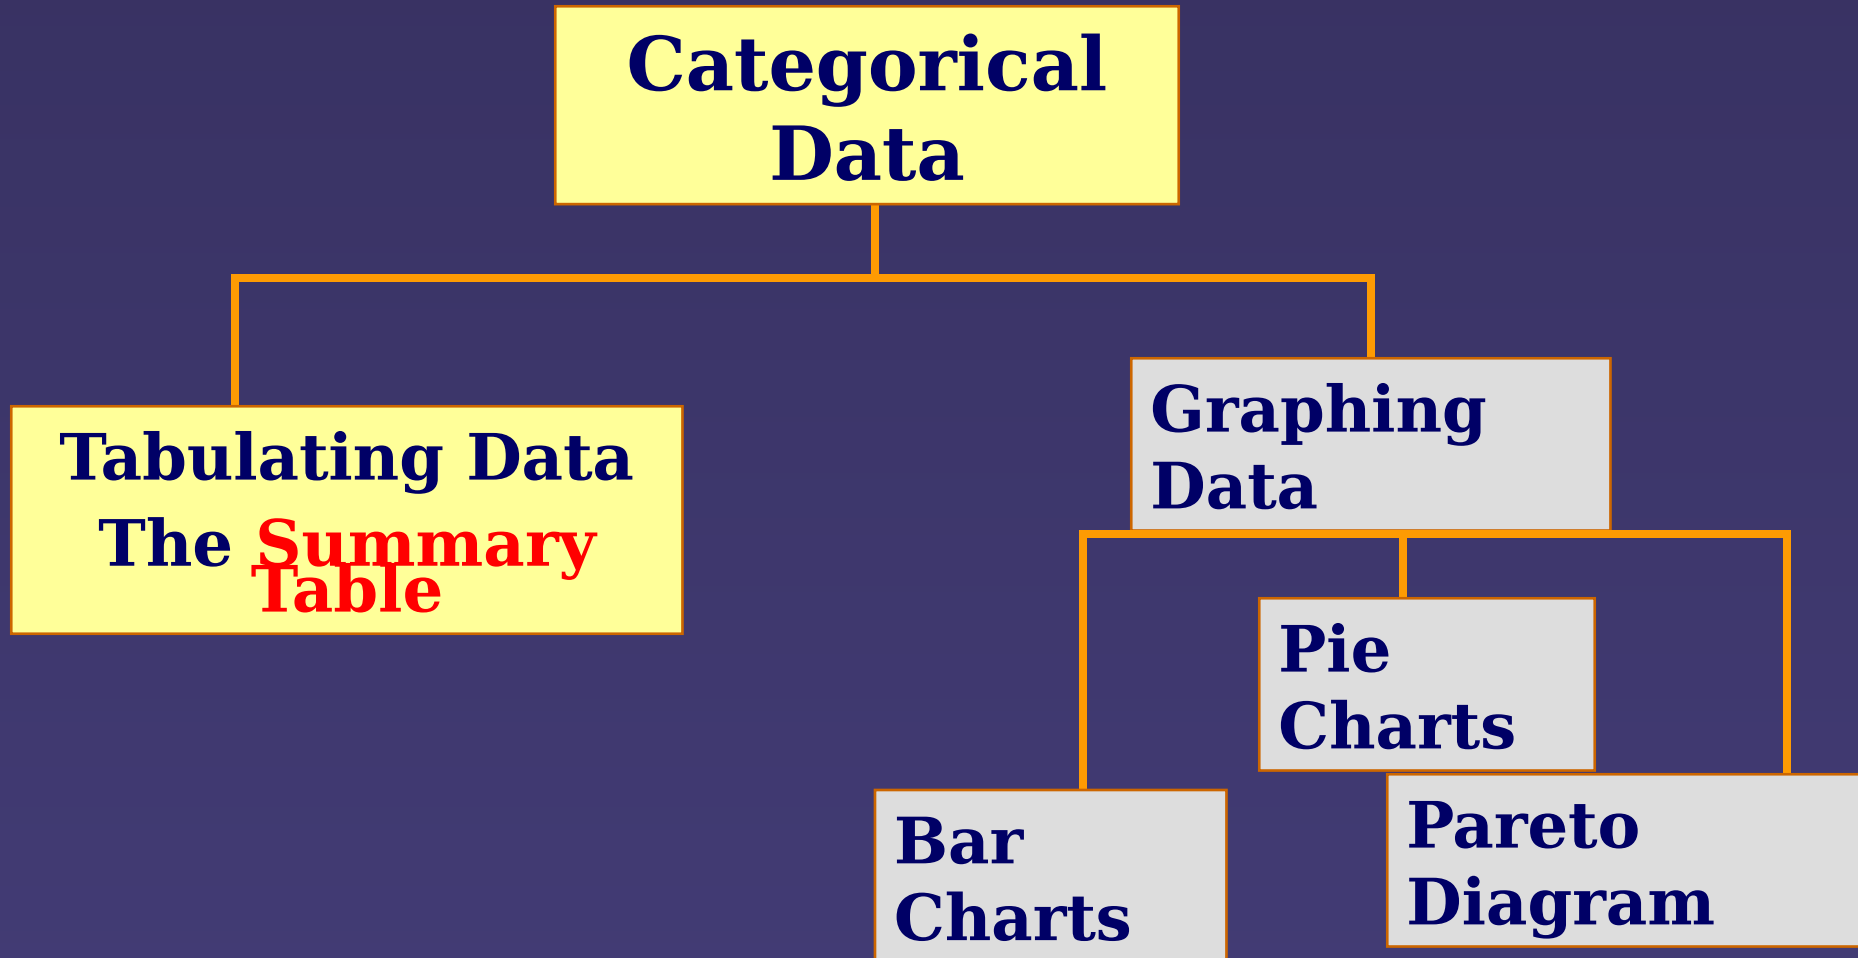 Categorical
Data
Tabulating Data
The Summary
Table
Graphing
Data
Pie
Charts
Bar
Charts
Pareto
Diagram